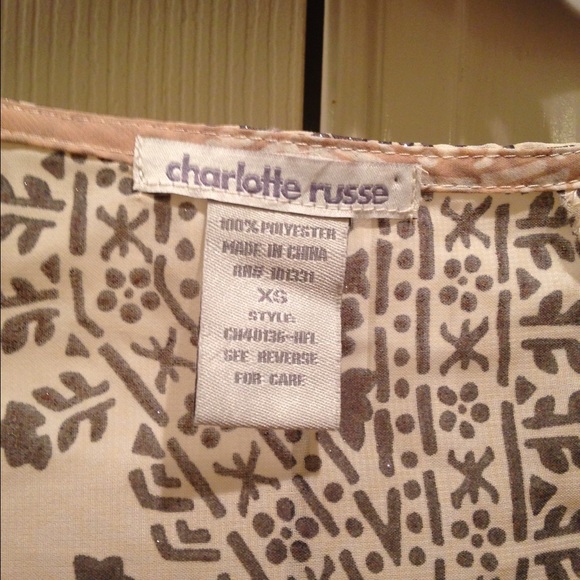 charlotte russe
100% POLYESTER
MADE IN CHINA
RN# 101331
XS
STYLE:
CH40136-HFL
SEE REVERSE
FOR CARE